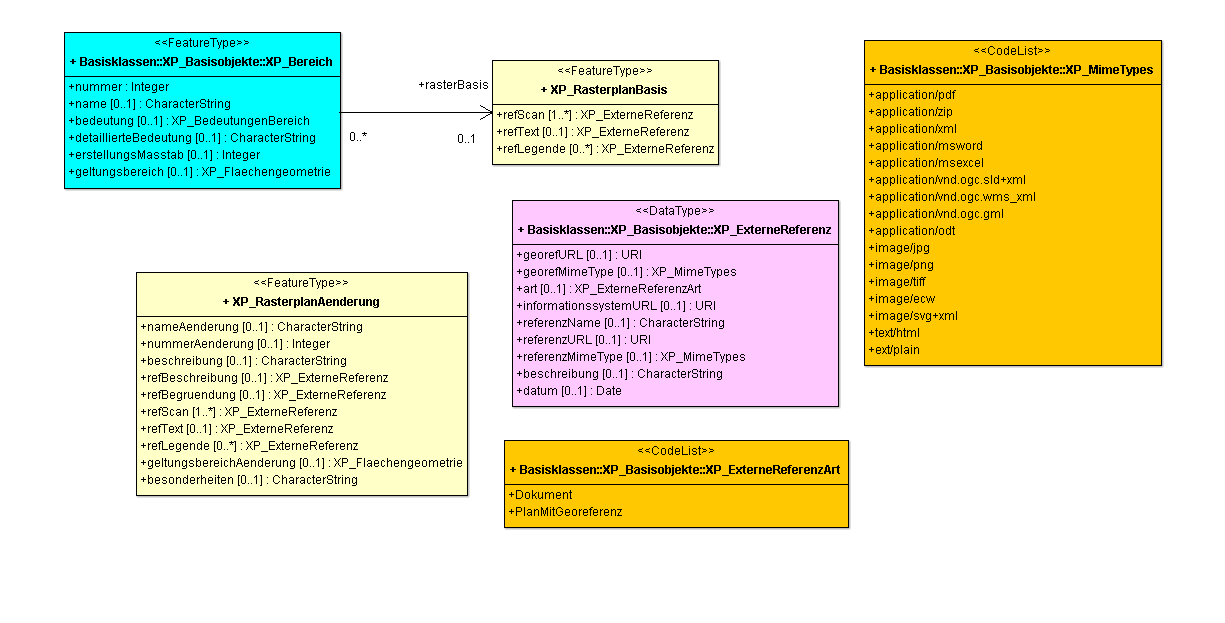 <<FeatureType>>
+ Basisklassen::XP_Basisobjekte::XP_Bereich
+nummer : Integer
+name [0..1] : CharacterString
+bedeutung [0..1] : XP_BedeutungenBereich
+detaillierteBedeutung [0..1] : CharacterString
+erstellungsMasstab [0..1] : Integer
+geltungsbereich [0..1] : XP_Flaechengeometrie
+rasterBasis
0..*
0..1
<<FeatureType>>
+ XP_RasterplanBasis
+refScan [1..*] : XP_ExterneReferenz
+refText [0..1] : XP_ExterneReferenz
+refLegende [0..*] : XP_ExterneReferenz
<<CodeList>>
+ Basisklassen::XP_Basisobjekte::XP_MimeTypes
+application/pdf
+application/zip
+application/xml
+application/msword
+application/msexcel
+application/vnd.ogc.sld+xml
+application/vnd.ogc.wms_xml
+application/vnd.ogc.gml
+application/odt
+image/jpg
+image/png
+image/tiff
+image/ecw
+image/svg+xml
+text/html
+ext/plain
<<DataType>>
+ Basisklassen::XP_Basisobjekte::XP_ExterneReferenz
+georefURL [0..1] : URI
+georefMimeType [0..1] : XP_MimeTypes
+art [0..1] : XP_ExterneReferenzArt
+informationssystemURL [0..1] : URI
+referenzName [0..1] : CharacterString
+referenzURL [0..1] : URI
+referenzMimeType [0..1] : XP_MimeTypes
+beschreibung [0..1] : CharacterString
+datum [0..1] : Date
<<FeatureType>>
+ XP_RasterplanAenderung
+nameAenderung [0..1] : CharacterString
+nummerAenderung [0..1] : Integer
+beschreibung [0..1] : CharacterString
+refBeschreibung [0..1] : XP_ExterneReferenz
+refBegruendung [0..1] : XP_ExterneReferenz
+refScan [1..*] : XP_ExterneReferenz
+refText [0..1] : XP_ExterneReferenz
+refLegende [0..*] : XP_ExterneReferenz
+geltungsbereichAenderung [0..1] : XP_Flaechengeometrie
+besonderheiten [0..1] : CharacterString
<<CodeList>>
+ Basisklassen::XP_Basisobjekte::XP_ExterneReferenzArt
+Dokument
+PlanMitGeoreferenz